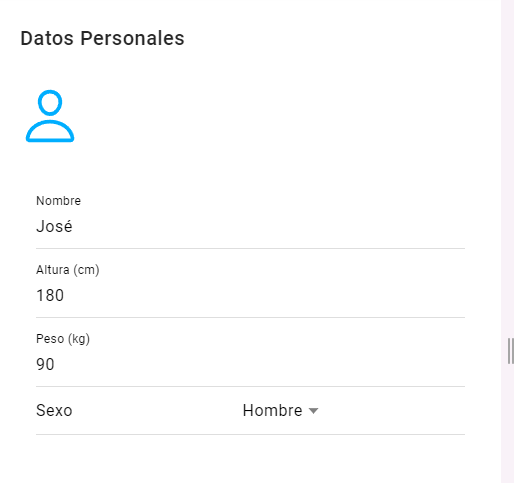 Datos Personales
Nombre
José
Altura (cm)
180
Peso (kg)
90
Sexo Hombre